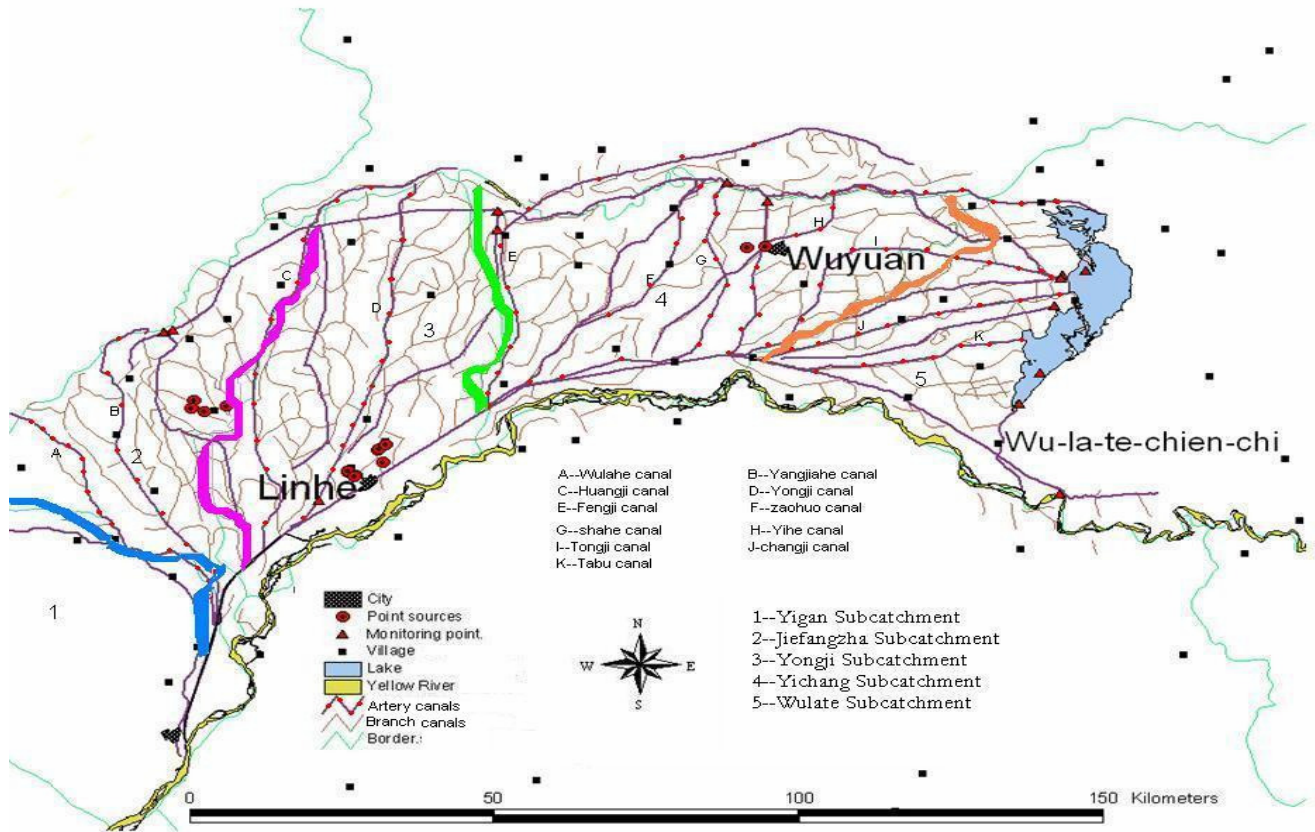 H
I
C
E
G
Wuyuan
F
4
D
3
J
K
B
5
2
A
Wu-la-te-chien-chi
Linhe
A--Wulahe canal
B--Yangjiahe canal
C--Huangji canal
D--Yongji canal
E--Fengji canal
F--zaohuo canal
G--shahe canal
H--Yihe canal
I--Tongji canal
J-changji canal
K--Tabu canal
1
City
Point sources
Monitoring point.
Village
Lake
Yellow River
Artery canals
Branch canals
Border.:
N
W
E
S
1--Yigan Subcatchment
2--Jiefangzha Subcatchment
3--Yongji Subcatchment
4--Yichang Subcatchment
5--Wulate Subcatchment
0
50
100
150 Kilometers